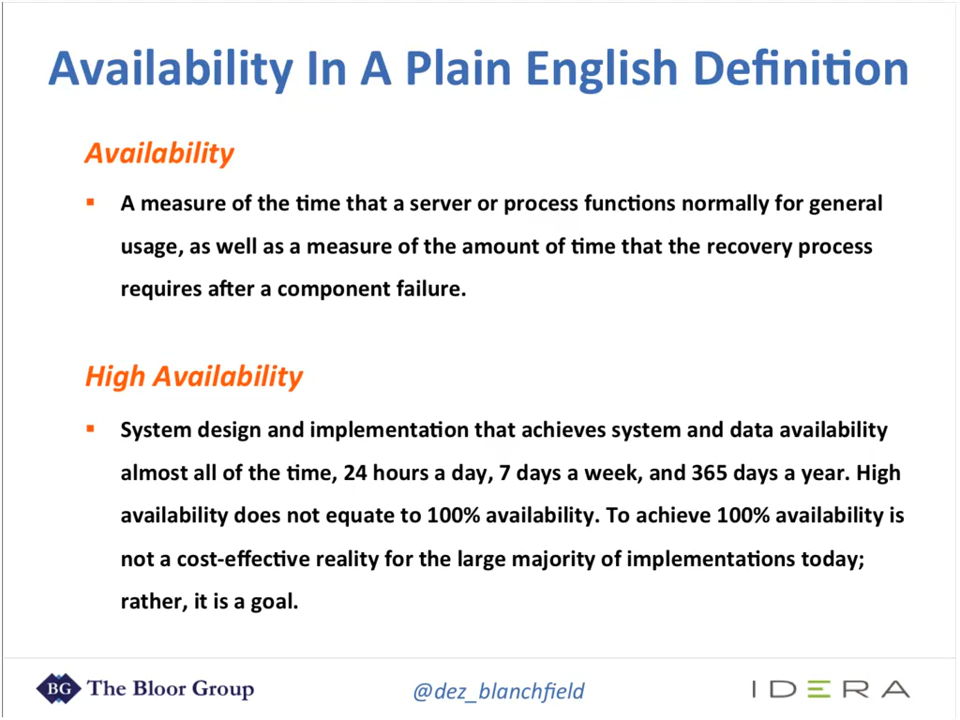 Availability In A Plain English Definition
Availability
▪ A measure of the time that a server or process functions normally for general
usage, as well as a measure of the amount of time that the recovery process
requires after a component failure.
High Availability
▪ System design and implementation that achieves system and data availability
almost all of the time, 24 hours a day, 7 days a week, and 365 days a year. High
availability does not equate to 100% availability. To achieve 100% availability is
not a cost-effective reality for the large majority of implementations today;
rather, it is a goal.
BG The Bloor Group
@dez_blanchfield
IDERA